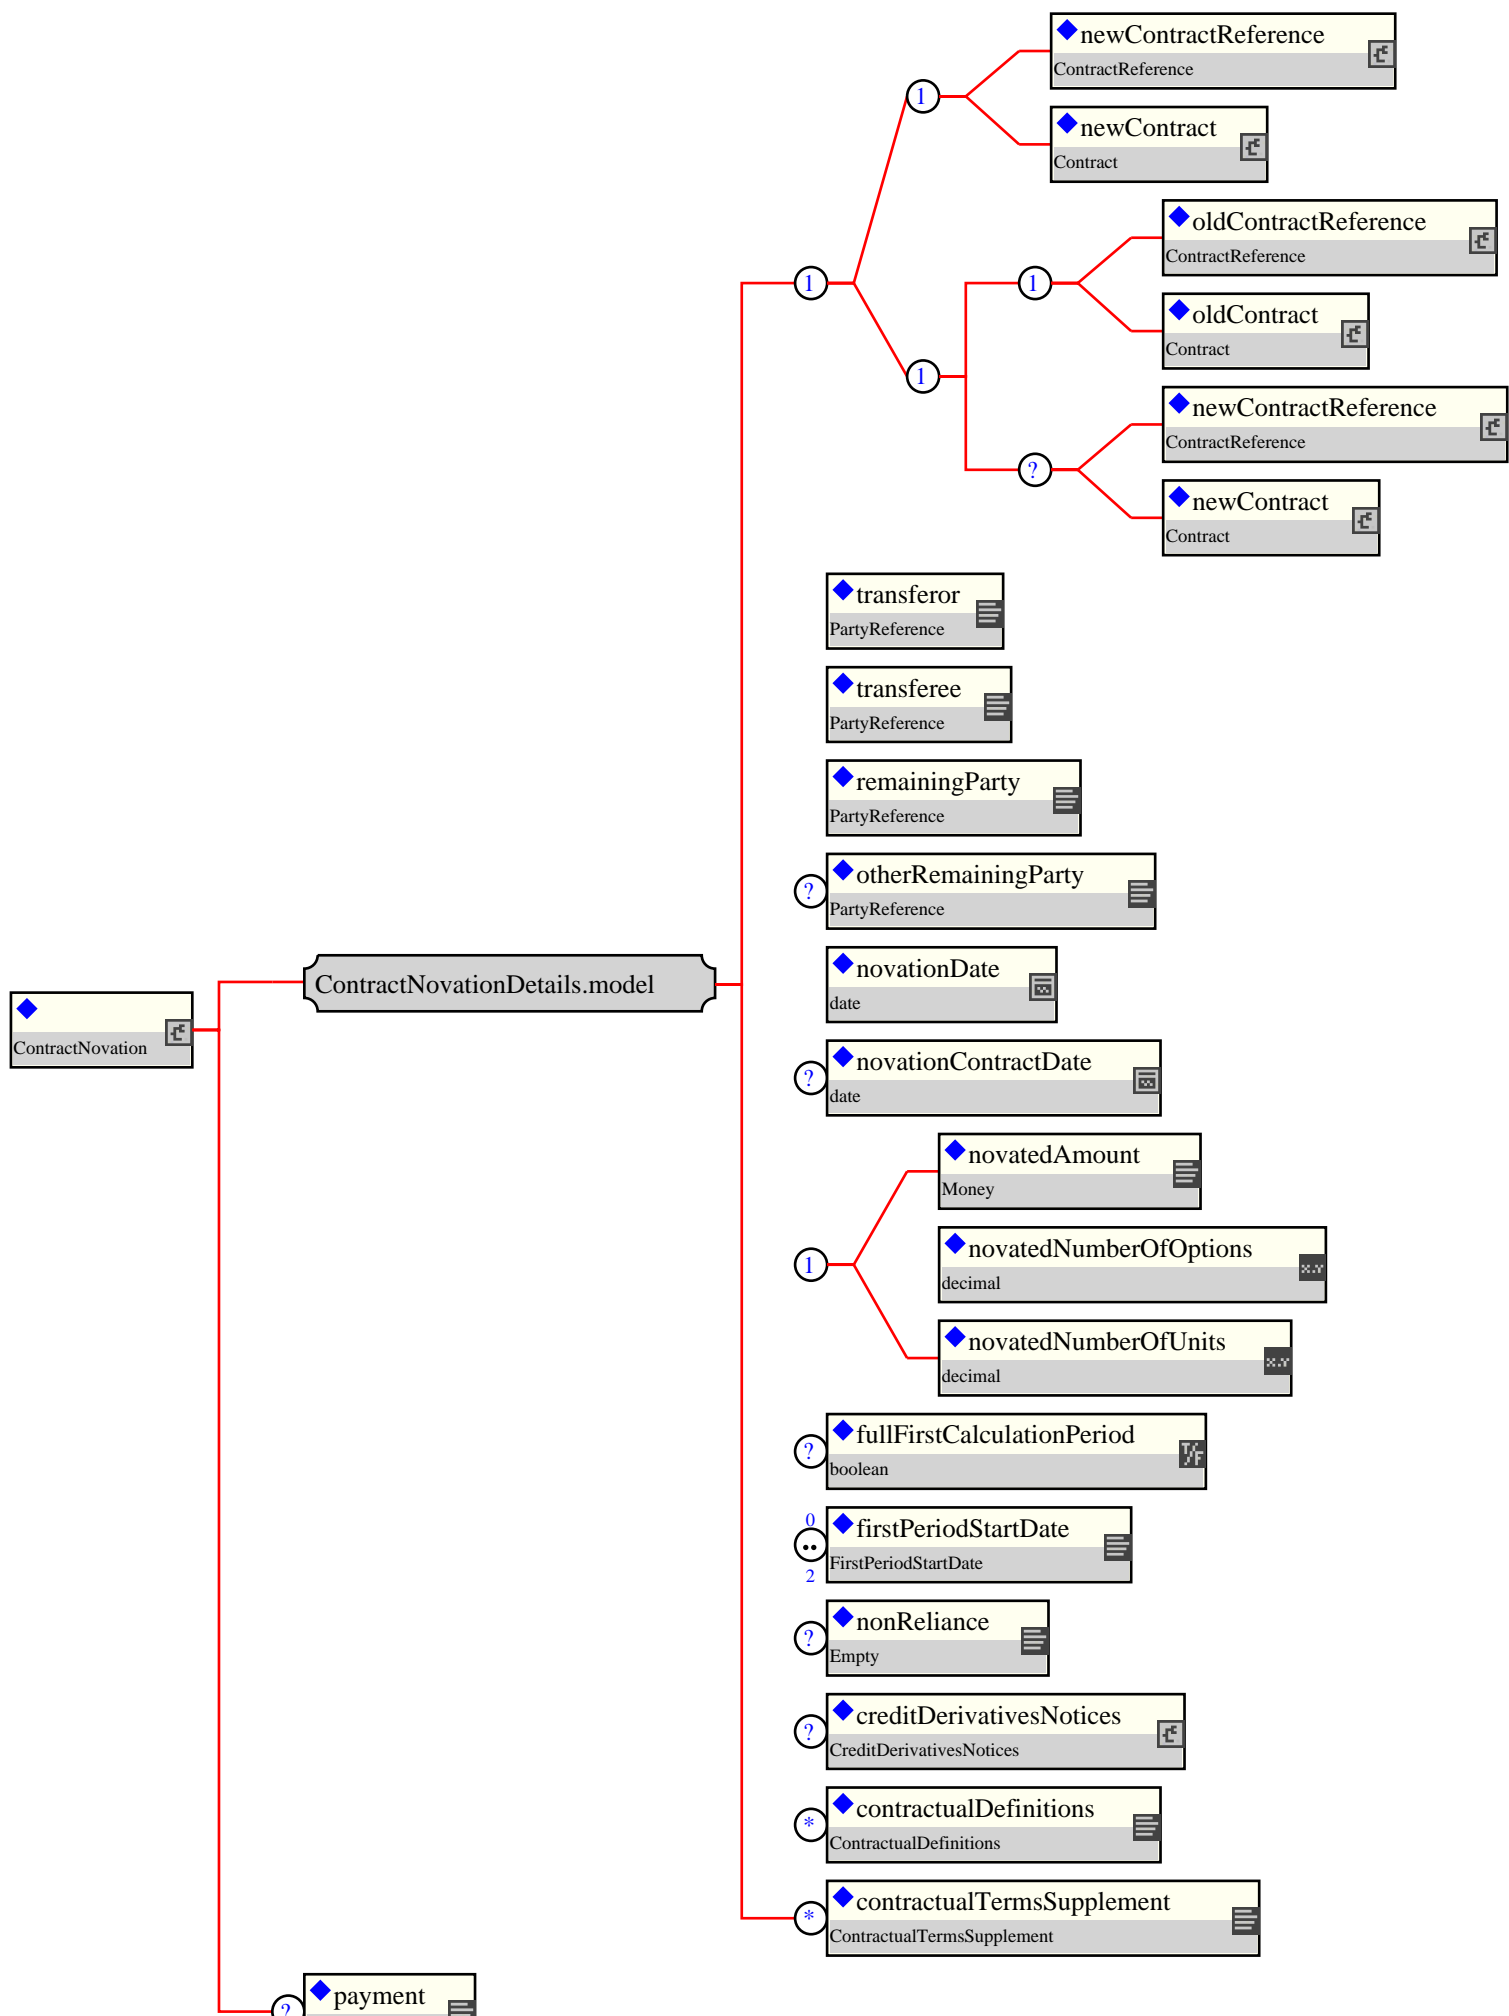 newContractReference
ContractReference
1
newContract
Contract
oldContractReference
ContractReference
1
1
oldContract
Contract
1
newContractReference
ContractReference
?
newContract
Contract
transferor
PartyReference
transferee
PartyReference
remainingParty
PartyReference
? otherRemainingParty
PartyReference
novationDate
date
ContractNovationDetails.model
ContractNovation
? novationContractDate
date
novatedAmount
Money
1
novatedNumberOfOptions
decimal
novatedNumberOfUnits
decimal
? fullFirstCalculationPeriod
boolean
T/F
0
firstPeriodStartDate
..
FirstPeriodStartDate
2
? nonReliance
Empty
? creditDerivativesNotices
CreditDerivativesNotices
* contractualDefinitions
ContractualDefinitions
* contractualTermsSupplement
ContractualTermsSupplement
? payment